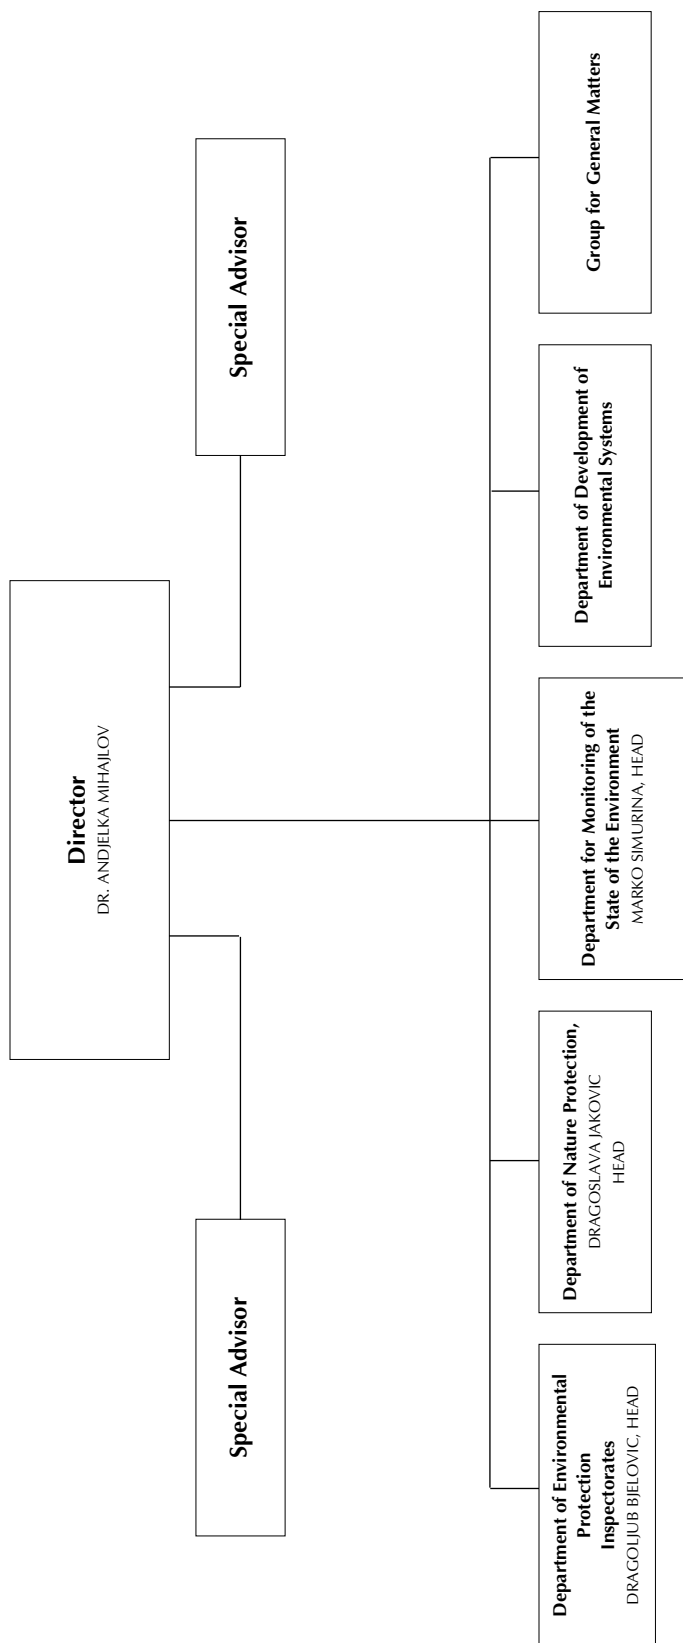 Director
DR. ANDJELKA MIHAJLOV
Special Advisor
Special Advisor
Department of Environmental
Protection
Inspectorates
DRAGOLJUB BJELOVIC, HEAD
Department of Nature Protection,
DRAGOSLAVA JAKOVIC
HEAD
Department for Monitoring of the
State of the Environment
MARKO SIMURINA, HEAD
Department of Development of
Environmental Systems
Group for General Matters